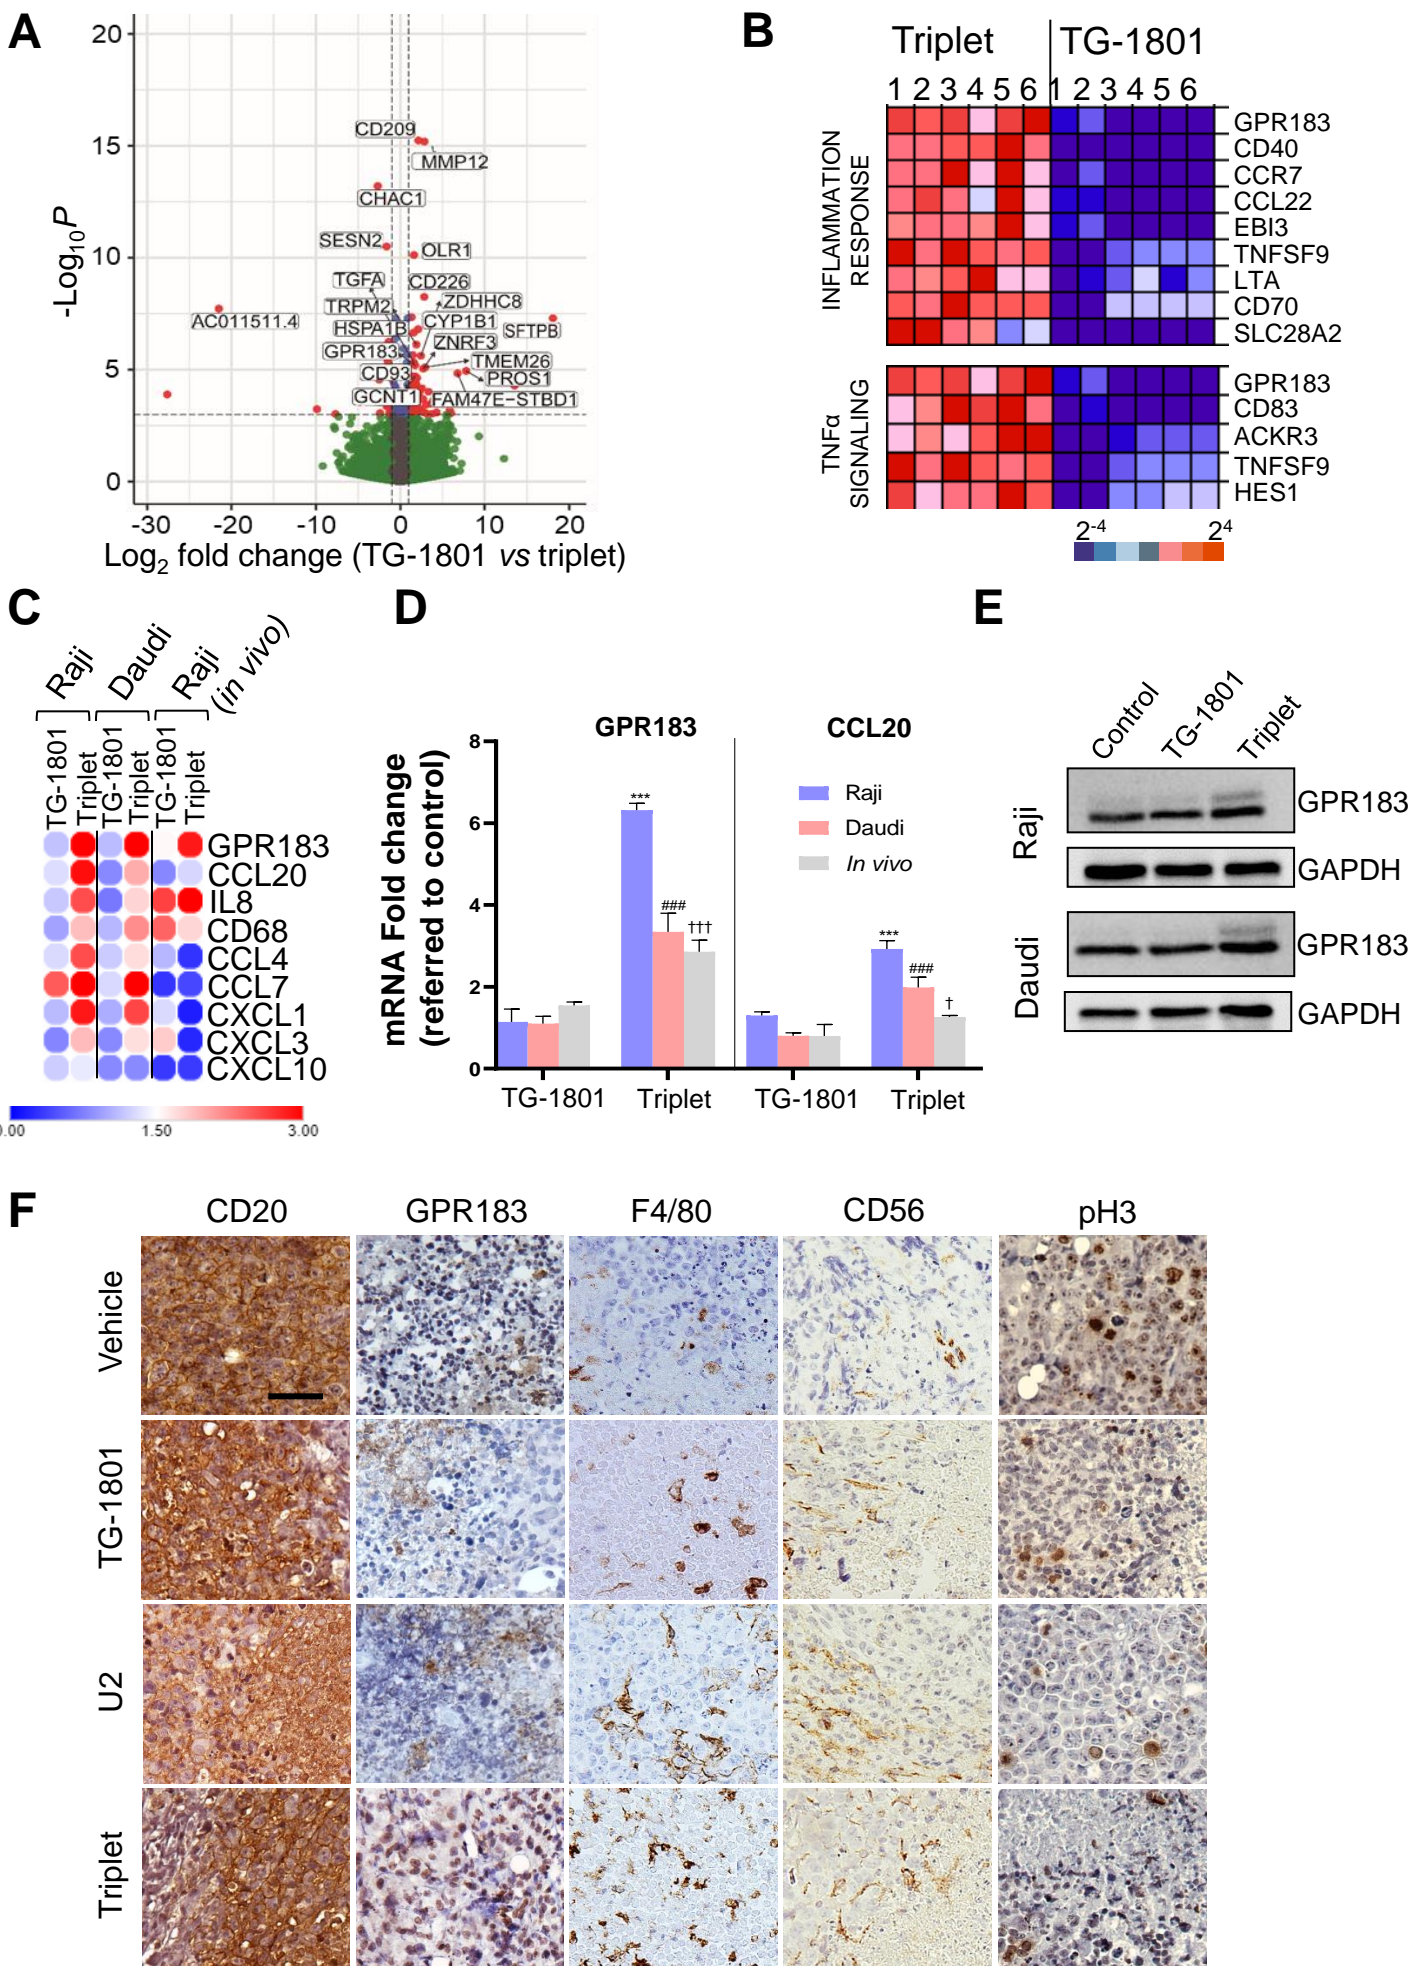 A
20
15
10
5
0
-Log10P
CD209
MMP12
CHAC1
SESN2
OLR1
TGFA
CD226
TRPM2
ZDHHC8
AC011511.4
HSPA1B
CYP1B1
SFTPB
GPR183
ZNRF3
CD93
TMEM26
PROS1
GCNT1
FAM47E-STBD1
-30 -20 -10 0 10 20
Log2 fold change (TG-1801 vs triplet)
B
Triplet TG-1801
1 2 3 4 5 6 1 2 3 4 5 6
INFLAMMATION
RESPONSE
GPR183
CD40
CCR7
CCL22
EBI3
TNFSF9
LTA
CD70
SLC28A2
TNFα
SIGNALING
GPR183
CD83
ACKR3
TNFSF9
HES1
2-4 24
C
Raji Daudi Raji
(in vivo)
TG-1801 Triplet TG-1801 Triplet TG-1801 Triplet
GPR183
CCL20
IL8
CD68
CCL4
CCL7
CXCL1
CXCL3
CXCL10
0.00 1.50 3.00
D
mRNA Fold change
(referred to control)
8
6
4
2
0
GPR183 CCL20
Raji
Daudi
In vivo
***
###
†††
***
###
†
TG-1801 Triplet TG-1801 Triplet
E
Control TG-1801 Triplet
Raji
GPR183
GAPDH
Daudi
GPR183
GAPDH
F
CD20 GPR183 F4/80 CD56 pH3
Vehicle
TG-1801
U2
Triplet